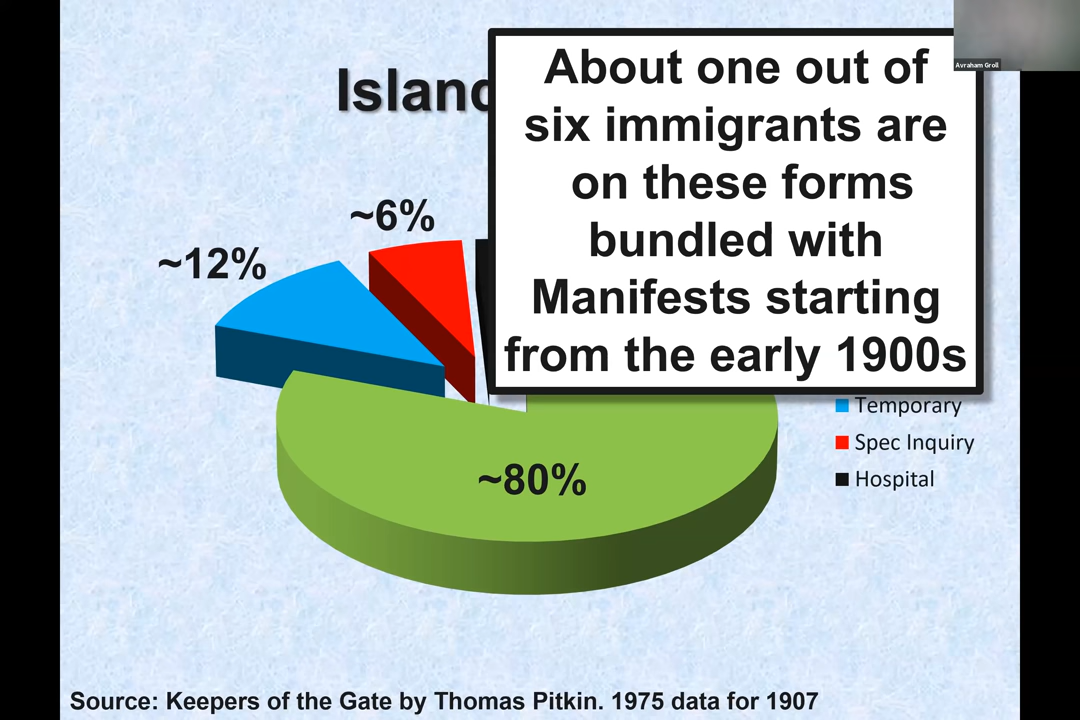 About one out of
six immigrants are
on these forms
bundled with
Manifests starting
from the early 1900s
Avraham Groll
~6%
~12%
~80%
Temporary
Spec Inquiry
Hospital
Source: Keepers of the Gate by Thomas Pitkin. 1975 data for 1907